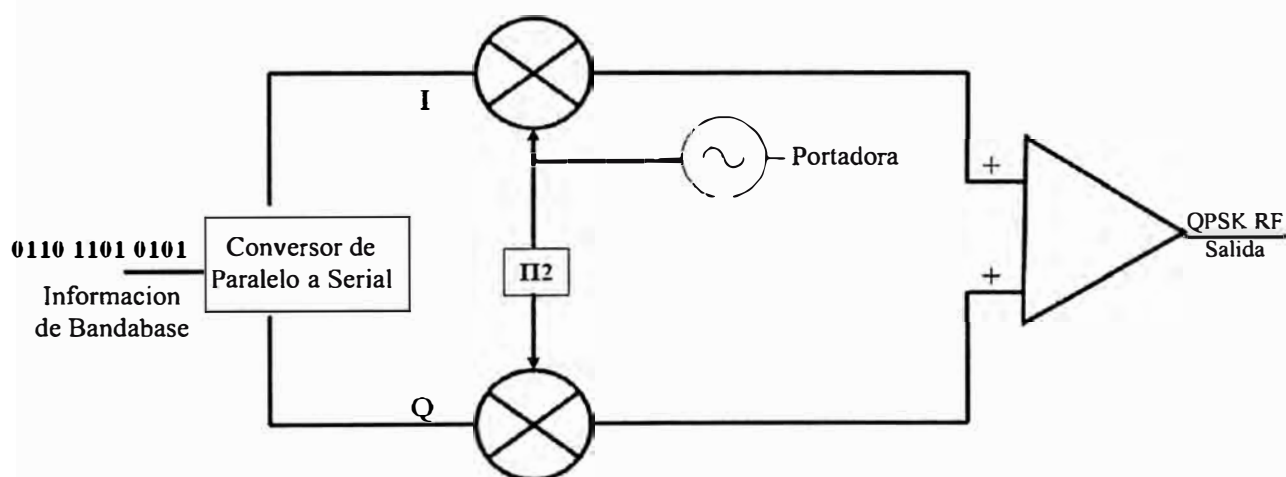 I
Portadora
+
0110 1101 0101
Conversor de
Paralelo a Serial
Π2
QPSK RF
Salida
+
Informacion
de Bandabase
Q